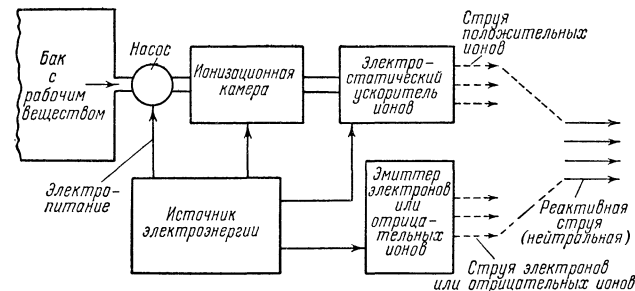 Бак
с
рабочим
веществом
Насос
Ионизационная
камера
Электро-
статический
ускоритель
ионов
Струя
положительных
ионов
Электро-
питание
Источник
электроэнергии
Эмиттер
электронов
или
отрица-
тельных
ионов
Реактивная
струя
(нейтральная)
Струя электронов
или отрицательных ионов